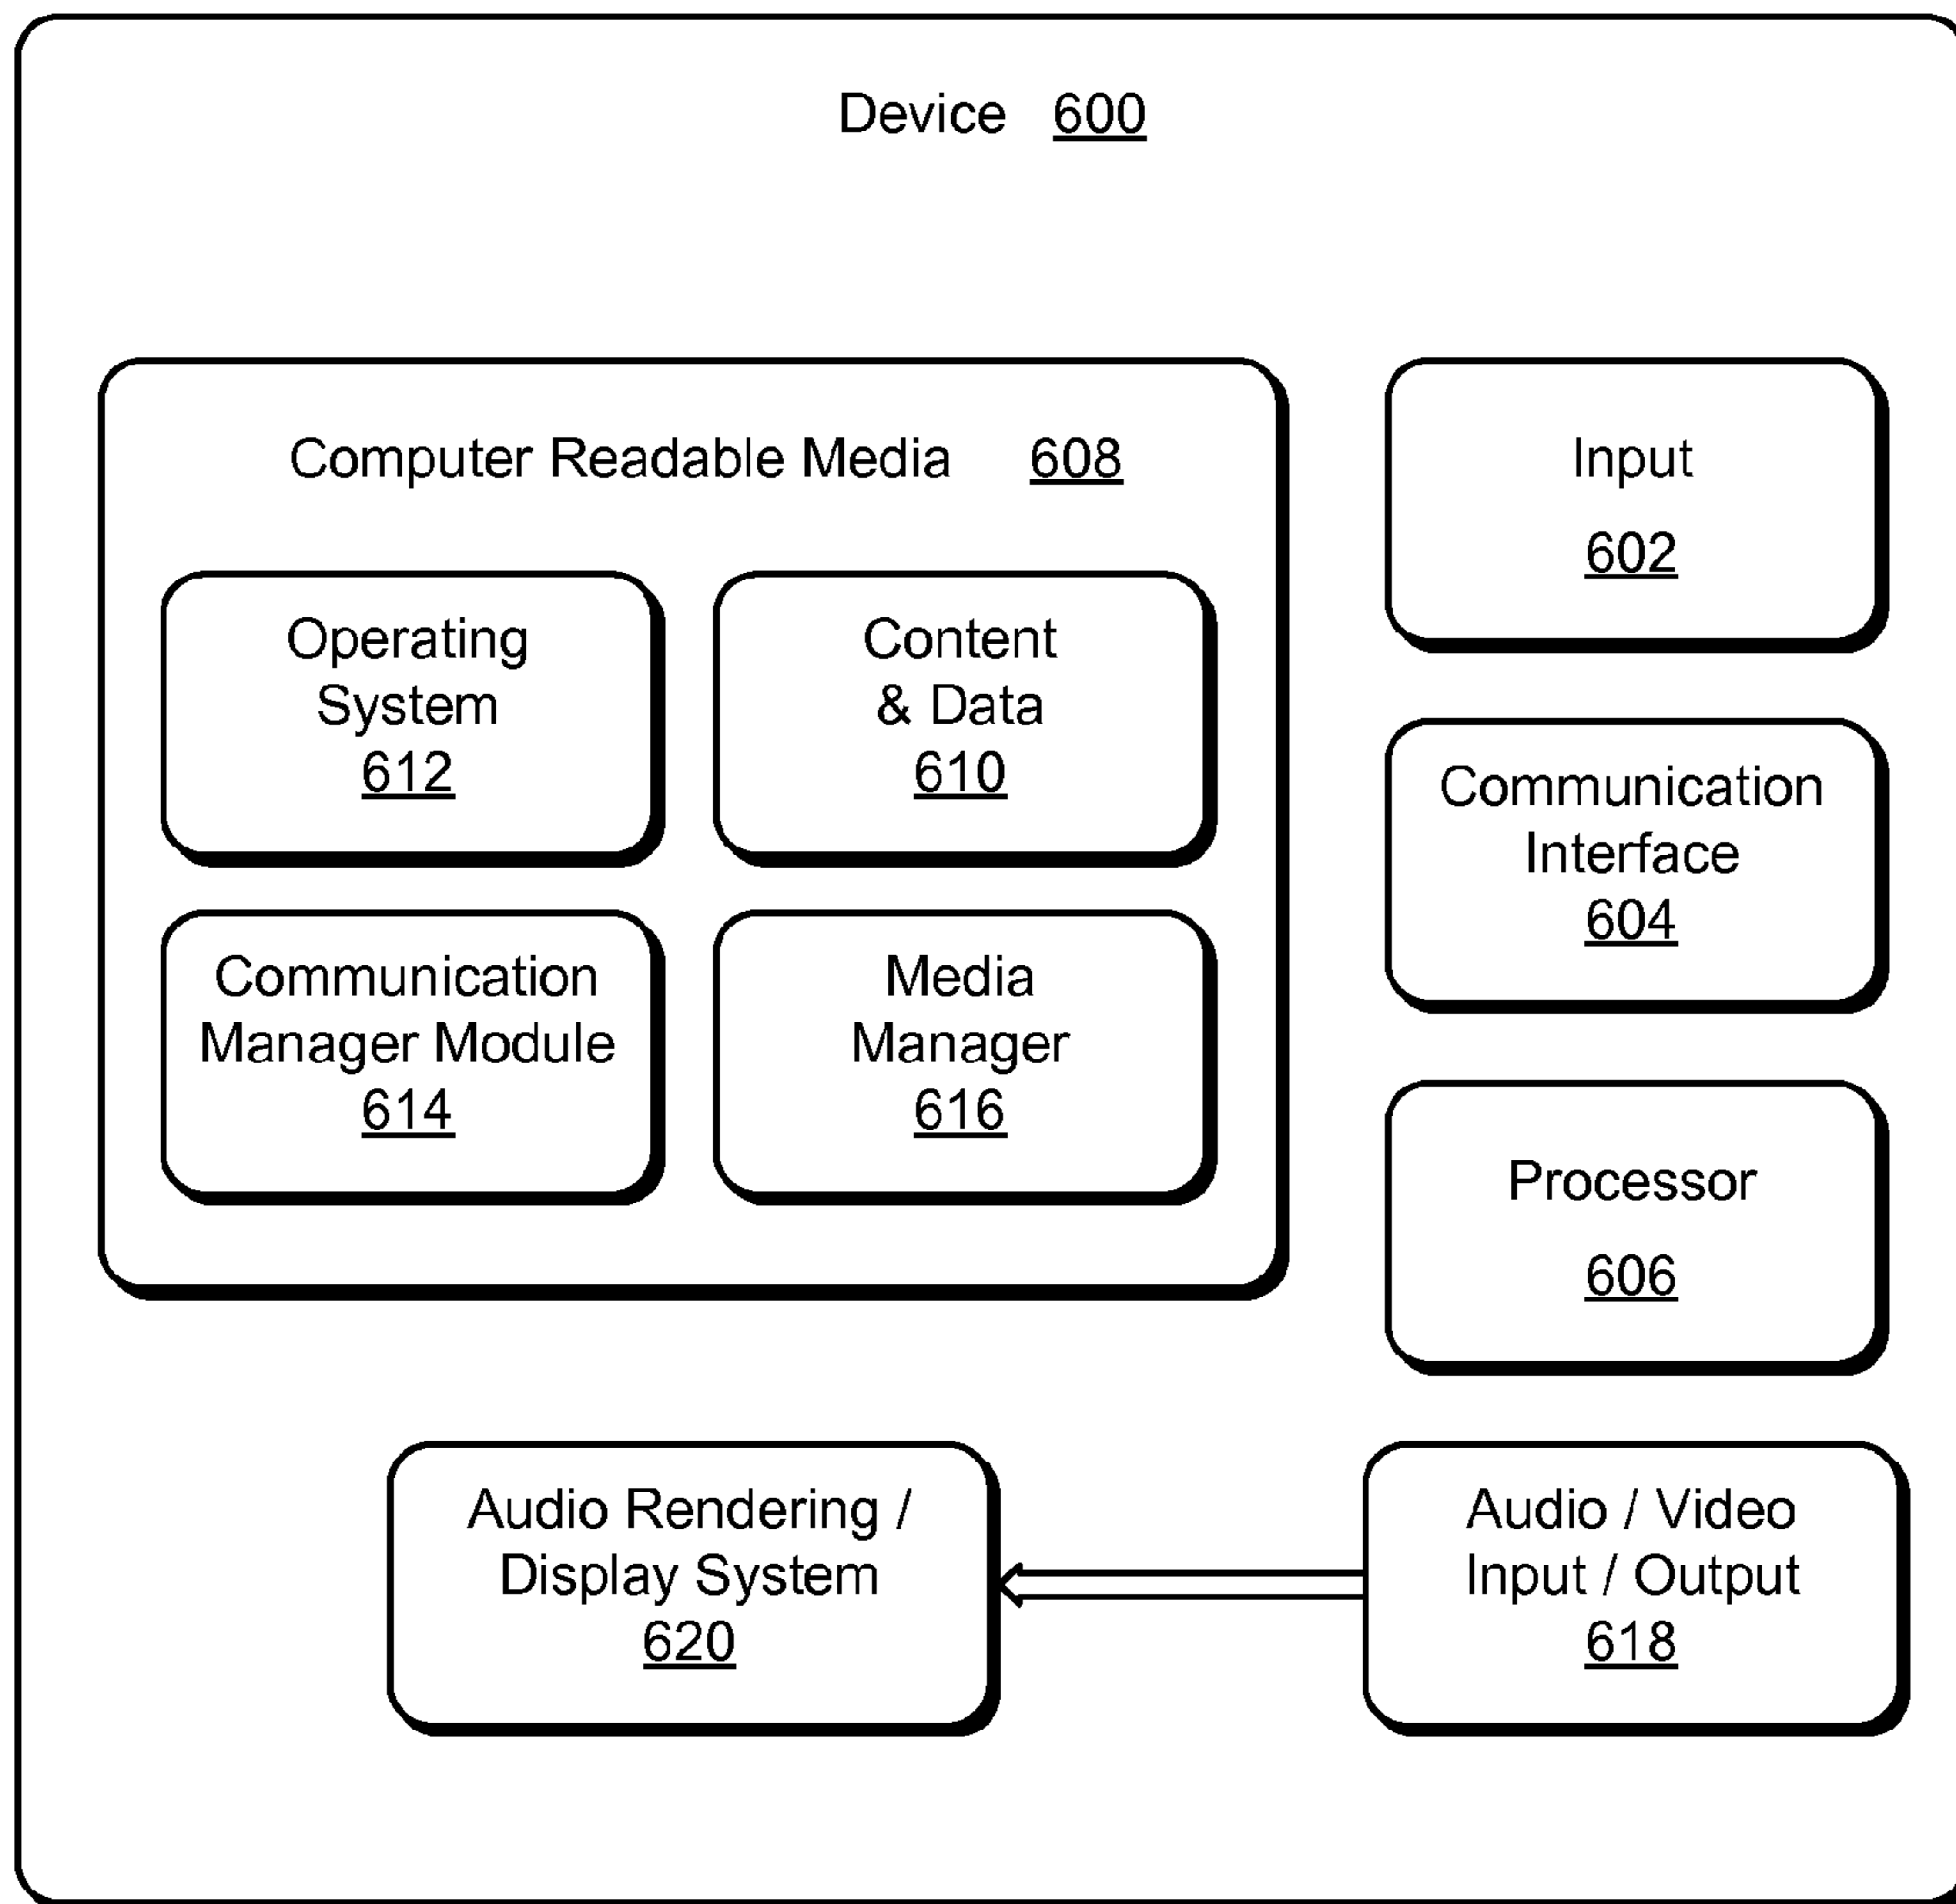 Device 600
Computer Readable Media 608
Operating
System
612
Content
& Data
610
Communication
Manager Module
614
Media
Manager
616
Input
602
Communication
Interface
604
Processor
606
Audio Rendering /
Display System
620
Audio / Video
Input / Output
618